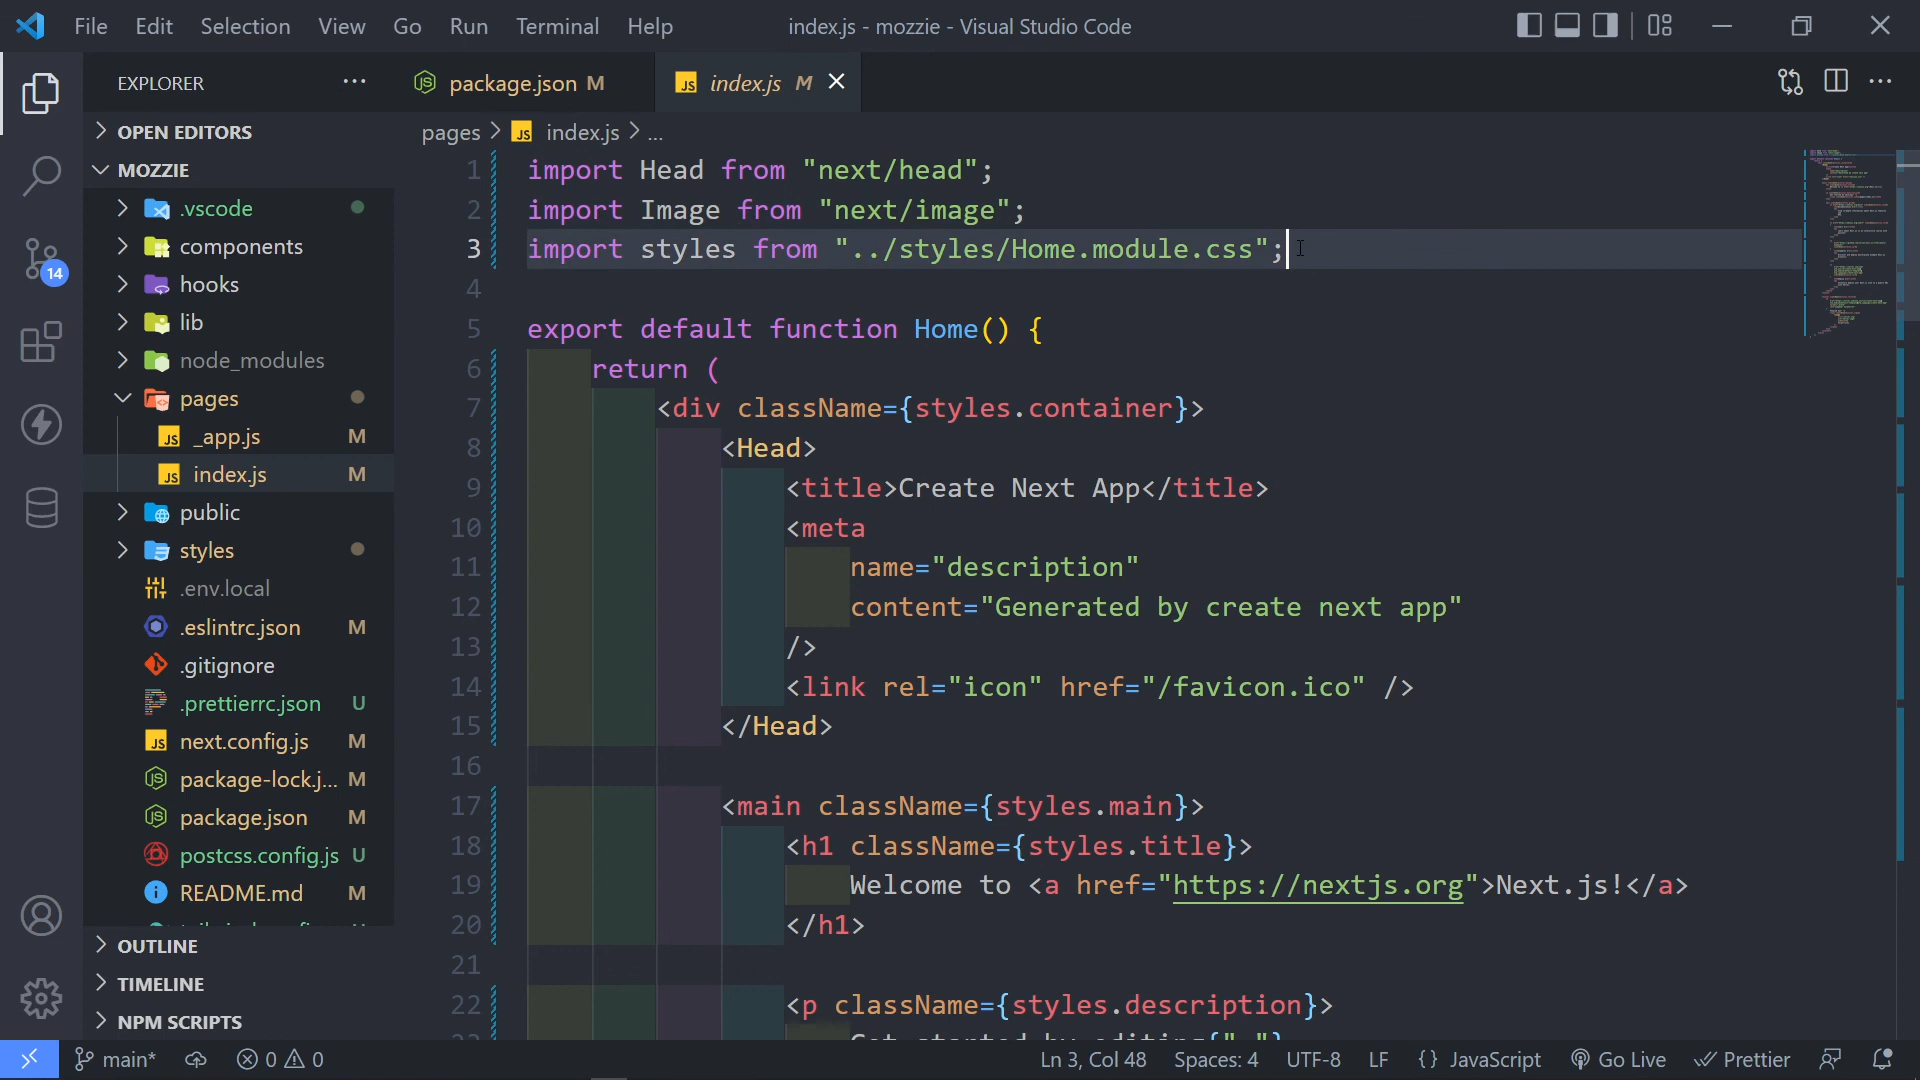 File Edit Selection View Go Run Terminal Help
index.js - mozzie - Visual Studio Code
EXPLORER
OPEN EDITORS
MOZZIE
.vscode
components
hooks
lib
node_modules
pages
_app.js M
index.js M
public
styles
.env.local
.eslintrc.json M
.gitignore
.prettierrc.json U
next.config.js M
package-lock.j... M
package.json M
postcss.config.js U
README.md M
OUTLINE
TIMELINE
NPM SCRIPTS
14
package.json M
JS index.js M
pages > JS index.js > ...
1 import Head from "next/head";
2 import Image from "next/image";
3 import styles from "../styles/Home.module.css";
4
5 export default function Home() {
6 return (
7 <div className={styles.container}>
8 <Head>
9 <title>Create Next App</title>
10 <meta
11 name="description"
12 content="Generated by create next app"
13 />
14 <link rel="icon" href="/favicon.ico" />
15 </Head>
16
17 <main className={styles.main}>
18 <h1 className={styles.title}>
19 Welcome to <a href="https://nextjs.org">Next.js!</a>
20 </h1>
21
22 <p className={styles.description}>
main* 0 0 Ln 3, Col 48 Spaces: 4 UTF-8 LF {} JavaScript Go Live Prettier